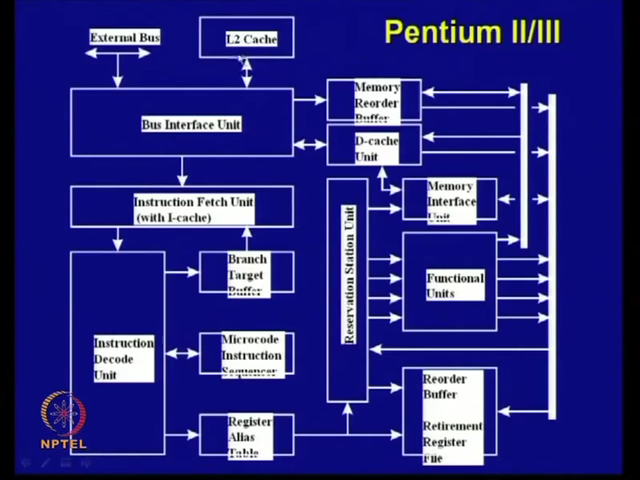 Pentium II/III
External Bus
L2 Cache
Bus Interface Unit
Memory
Reorder
Buffer
D-cache
Unit
Instruction Fetch Unit
(with I-cache)
Memory
Interface
Unit
Reservation Station Unit
Branch
Target
Buffer
Functional
Units
Instruction
Decode
Unit
Microcode
Instruction
Sequencer
Register
Alias
Table
Reorder
Buffer
Retirement
Register
File
NPTEL